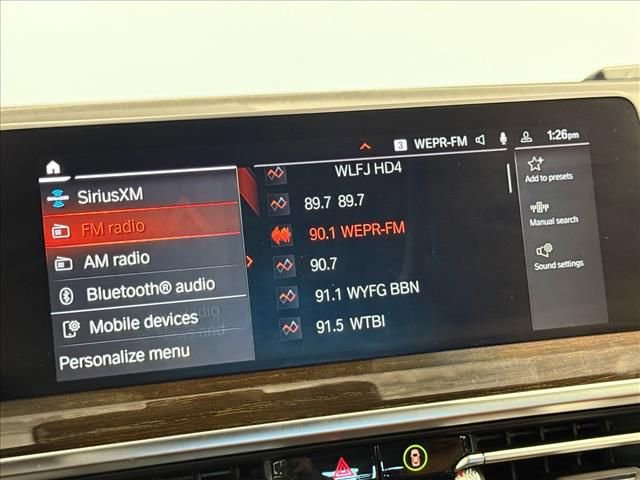 3 WEPR-FM 1:26pm
SiriusXM
FM radio
AM radio
Bluetooth® audio
Mobile devices
Personalize menu
WLFJ HD4
89.7 89.7
90.1 WEPR-FM
90.7
91.1 WYFG BBN
91.5 WTBI
Add to presets
Manual search
Sound settings